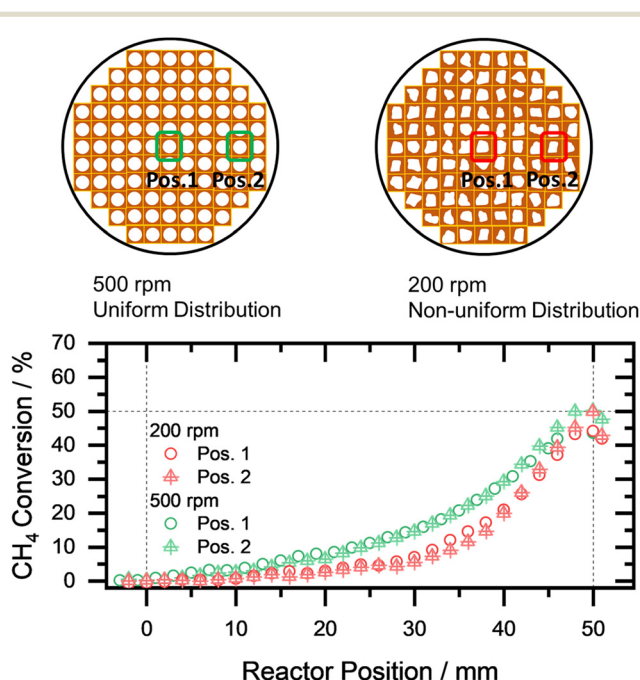 Pos.1 Pos.2
Pos.1 Pos.2
500 rpm
Uniform Distribution
200 rpm
Non-uniform Distribution
70
60
50
40
30
20
10
0
CH₄ Conversion / %
200 rpm
Pos. 1
Pos. 2
500 rpm
Pos. 1
Pos. 2
0 10 20 30 40 50
Reactor Position / mm